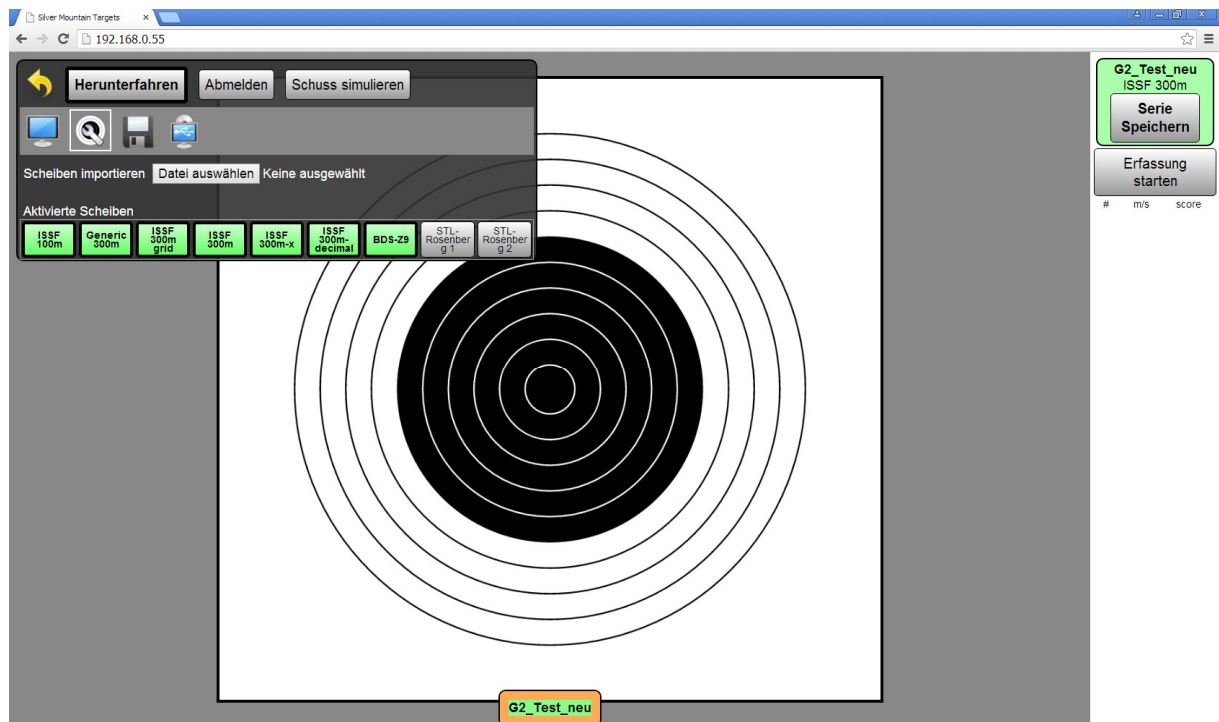 Silver Mountain Targets
192.168.0.55
Herunterfahren
Abmelden
Schuss simulieren
Scheiben importieren Datei auswählen Keine ausgewählt
Aktivierte Scheiben
ISSF
100m
Generic
300m
ISSF
300m
grid
ISSF
300m
ISSF
300m-x
ISSF
300m-
decimal
BDS-Z9
STL-
Rosenber
g 1
STL-
Rosenber
g 2
G2_Test_neu
ISSF 300m
Serie
Speichern
Erfassung
starten
# m/s score
G2_Test_neu